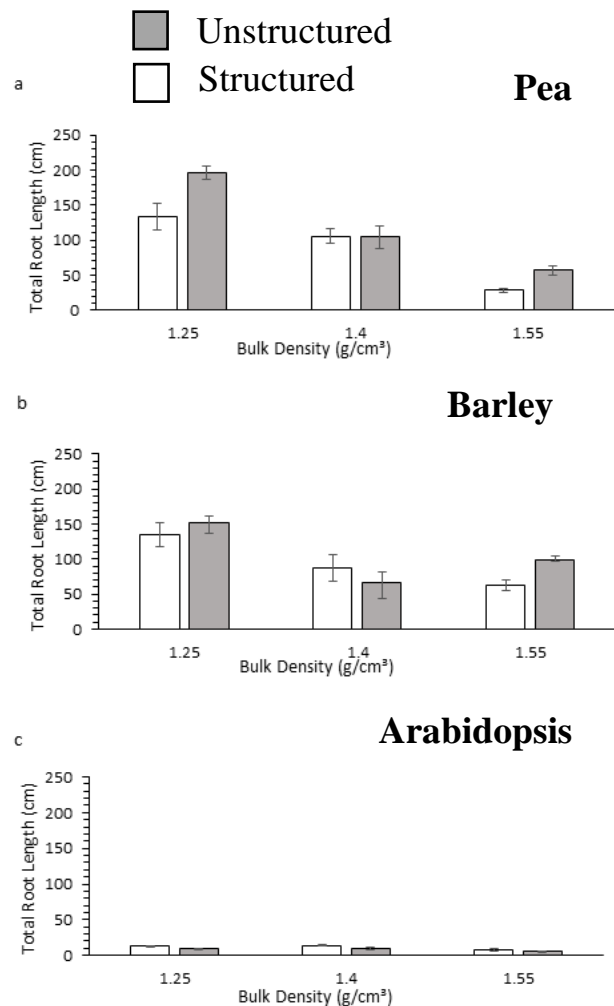 Unstructured
Structured
a
Pea
Total Root Length (cm)
250
200
150
100
50
0
1.25 1.4 1.55
Bulk Density (g/cm³)
b
Barley
Total Root Length (cm)
250
200
150
100
50
0
1.25 1.4 1.55
Bulk Density (g/cm³)
c
Arabidopsis
Total Root Length (cm)
250
200
150
100
50
0
1.25 1.4 1.55
Bulk Density (g/cm³)